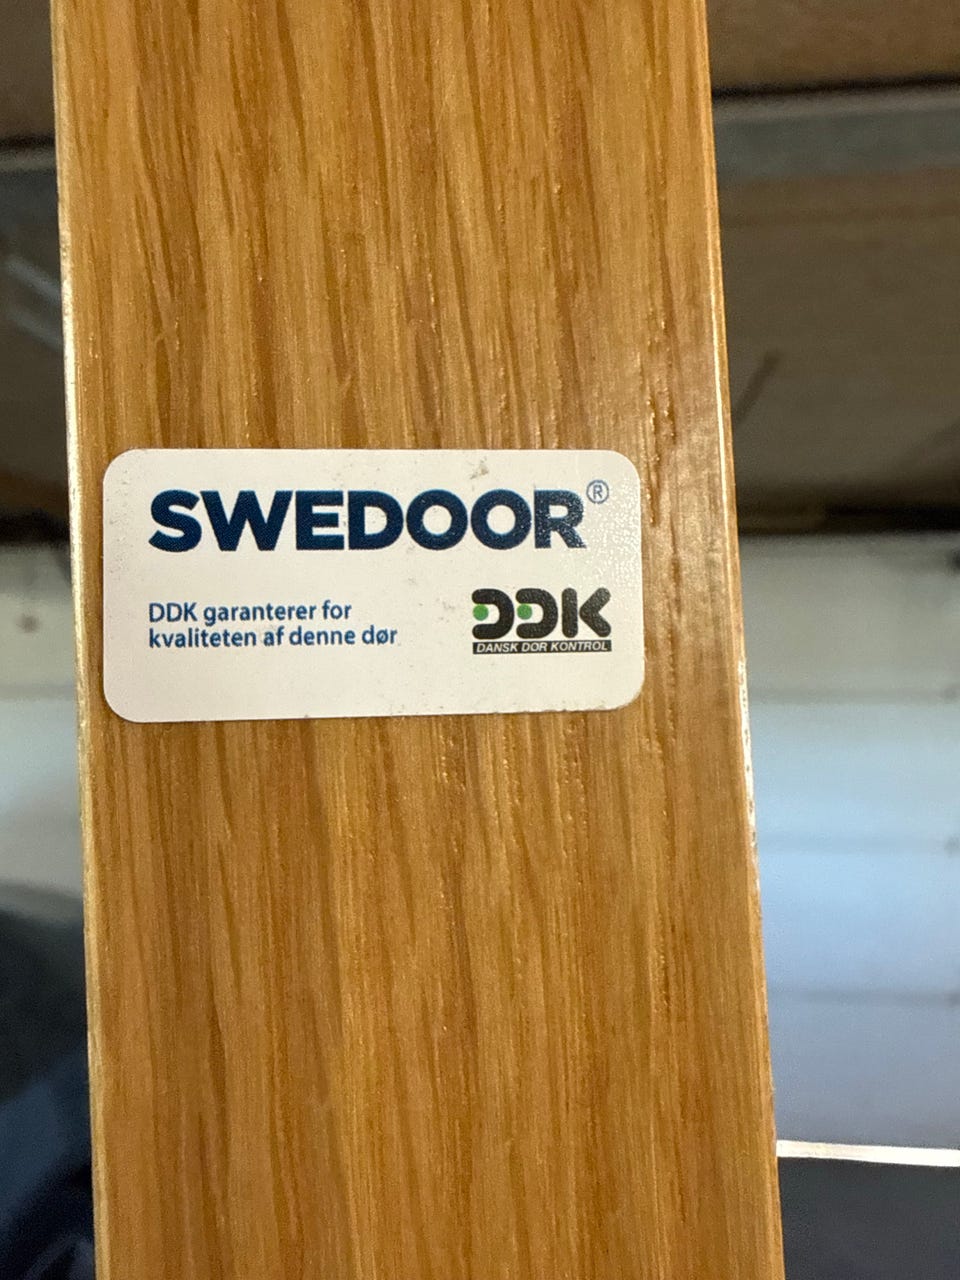 SWEDOOR®
DDK garanterer for
kvaliteten af denne dør
DDK
DANSK DØR KONTROL